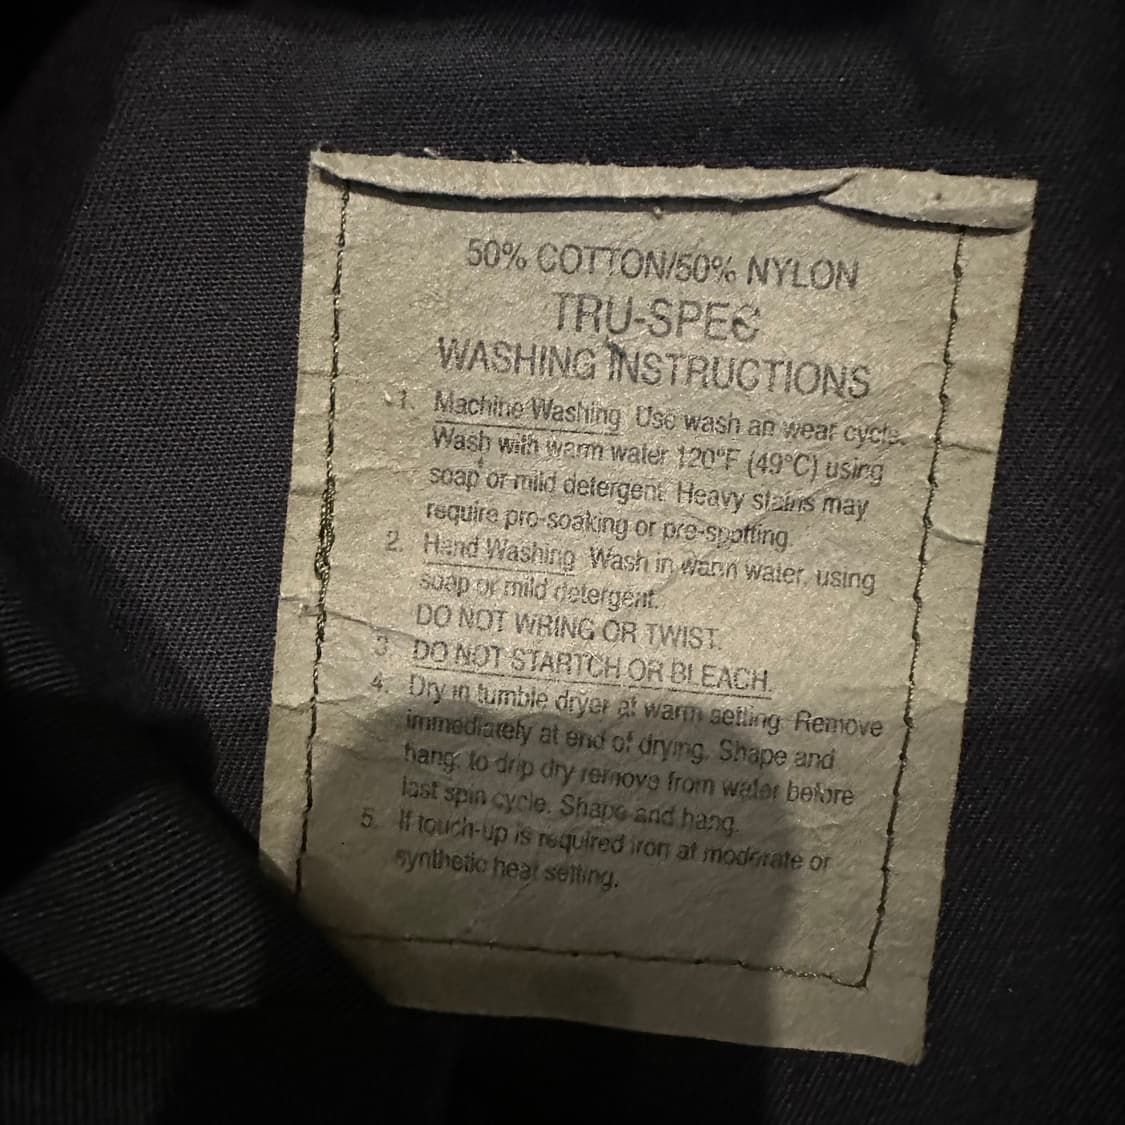 50% COTTON/50% NYLON
TRU-SPEC
WASHING INSTRUCTIONS
1. Machine Washing Use wash an wear cycle.
Wash with warm water 120°F (49°C) using
soap or mild detergent. Heavy stains may
require pro-soaking or pre-spotting.
2. Hand Washing Wash in warm water, using
soap or mild detergent.
DO NOT WRING OR TWIST.
3. DO NOT STARTCH OR BLEACH.
4. Dry in tumble dryer at warm setting Remove
immediately at end of drying. Shape and
hang. to drip dry remove from water before
last spin cycle. Shape and hang.
5. If touch-up is required iron at moderate or
synthetic heat setting.